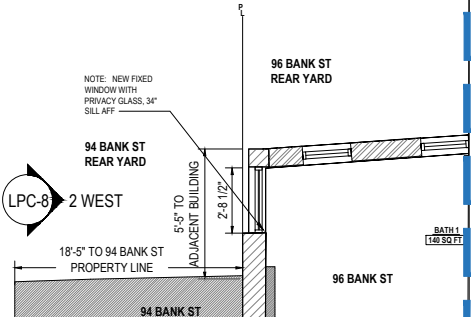 P
L
96 BANK ST
REAR YARD
NOTE: NEW FIXED
WINDOW WITH
PRIVACY GLASS, 34"
SILL AFF
94 BANK ST
REAR YARD
LPC-8
2 WEST
5'-5" TO
ADJACENT BUILDING
2'-8 1/2"
18'-5" TO 94 BANK ST
PROPERTY LINE
BATH 1
140 SQ FT
96 BANK ST
94 BANK ST